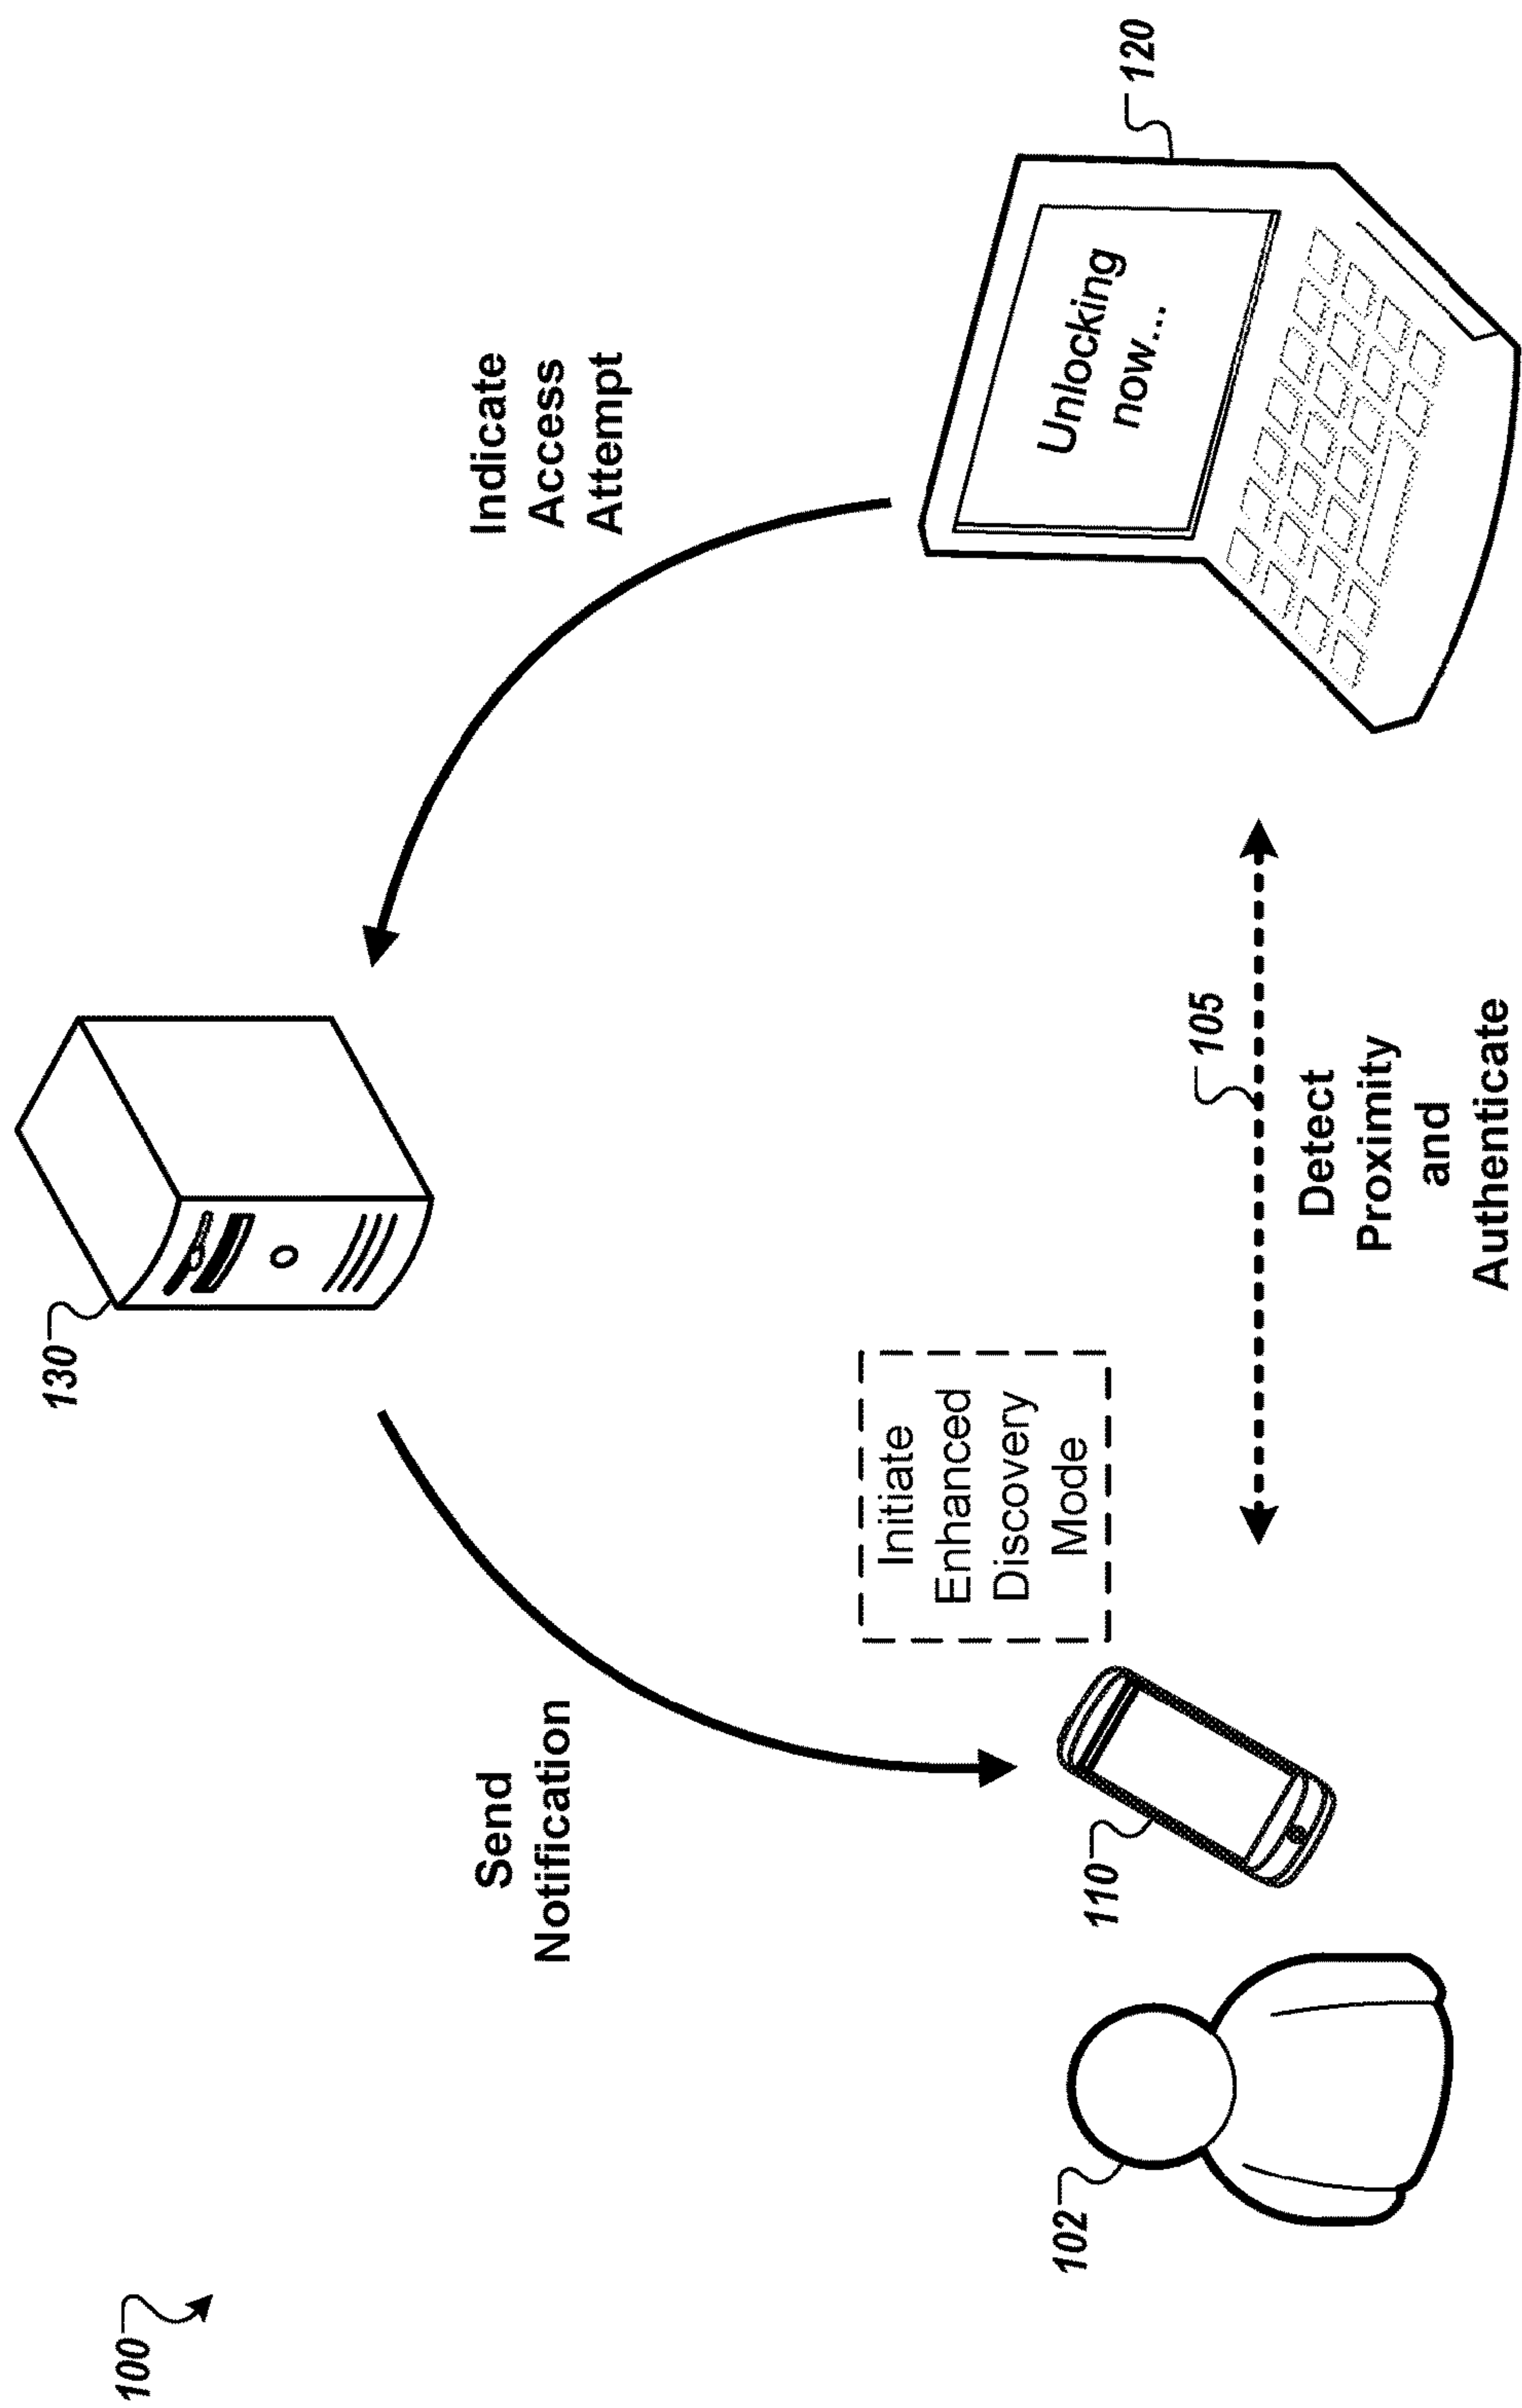 130
Indicate
Access
Attempt
Send
Notification
120
Unlocking
now...
Initiate
Enhanced
Discovery
Mode
110
105
102
Detect
Proximity
and
Authenticate
100